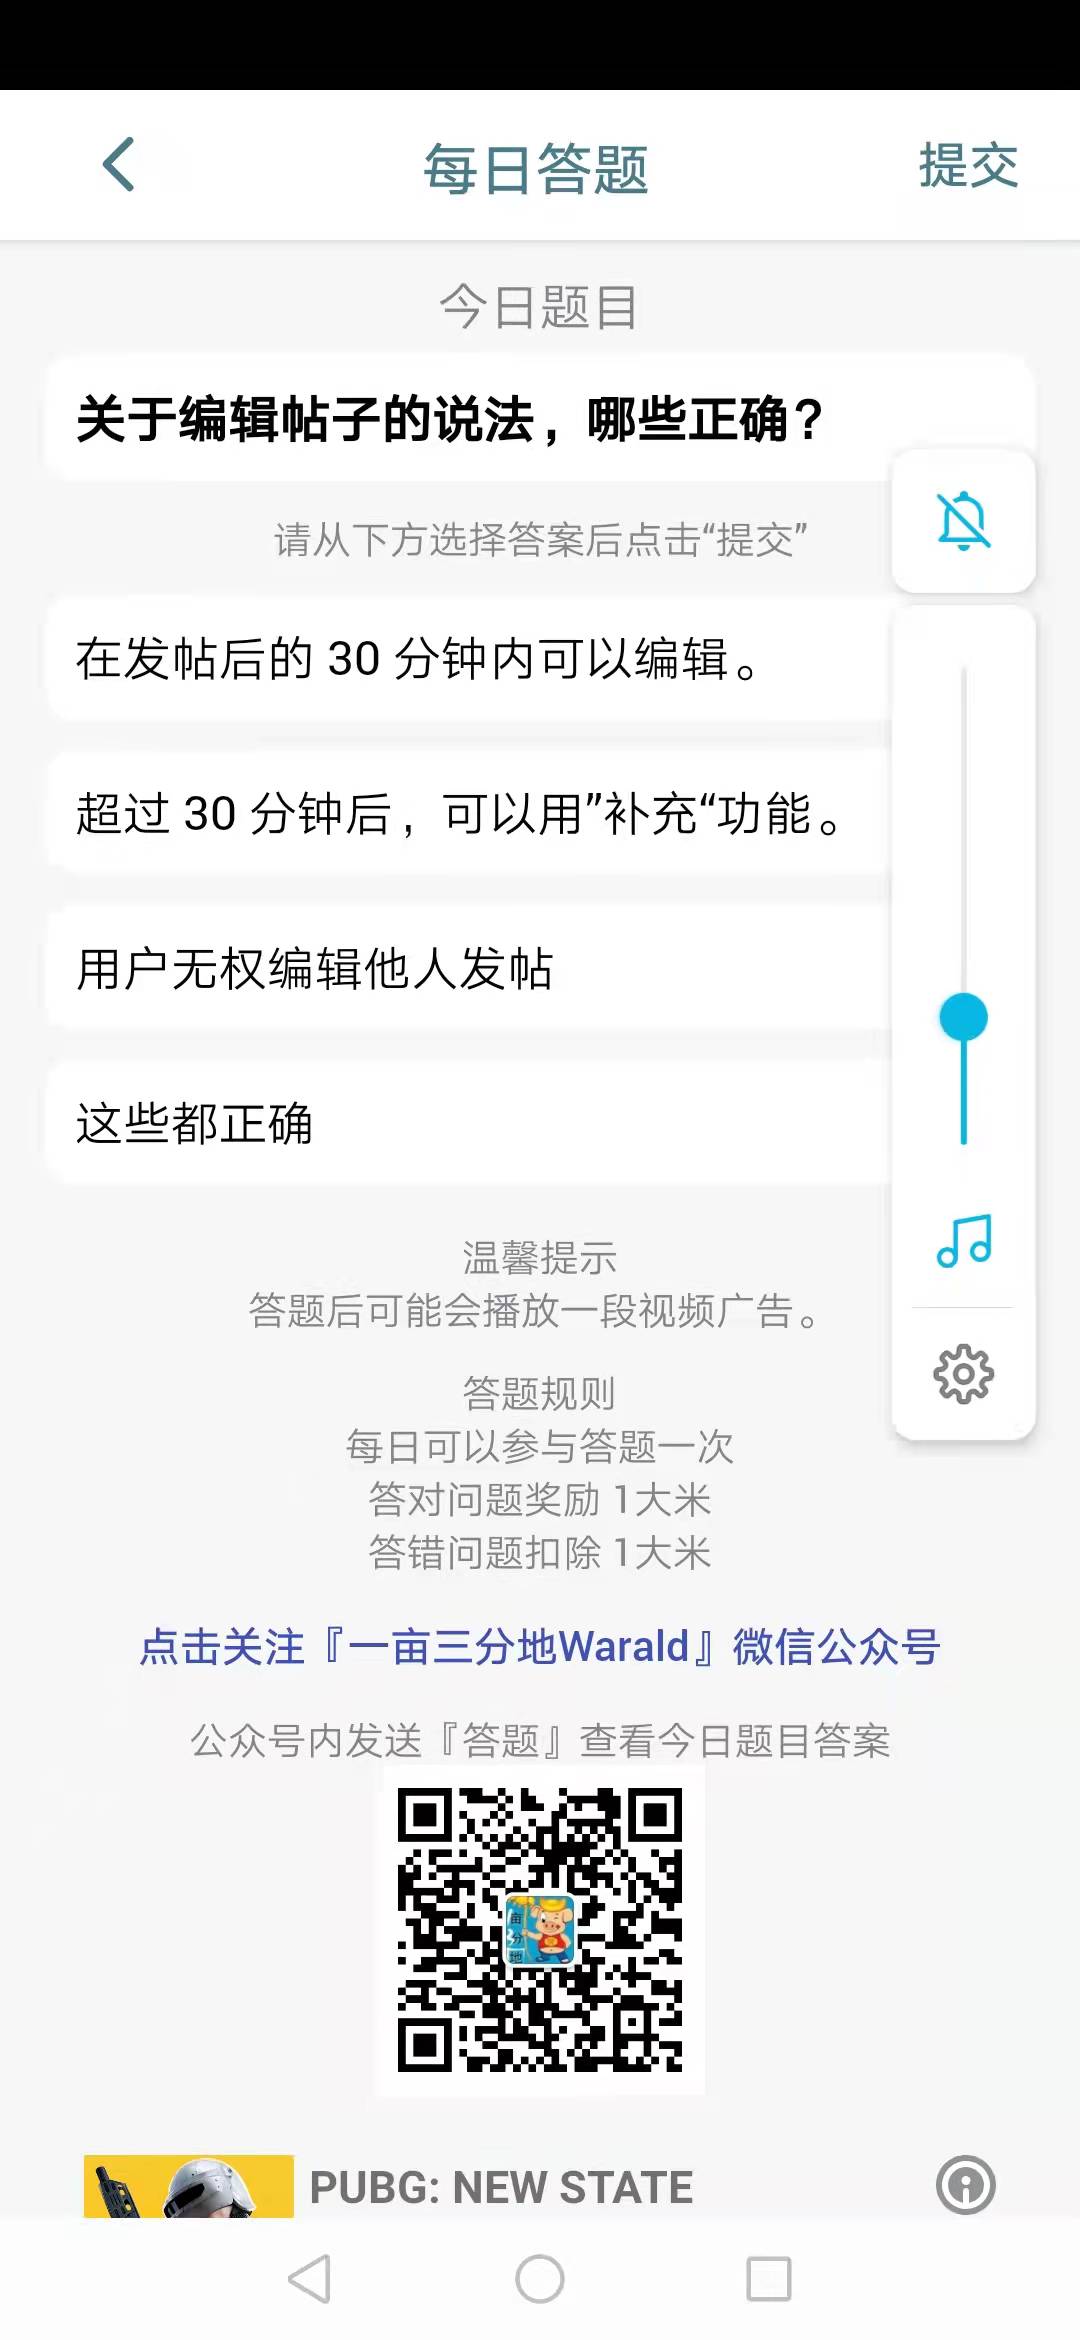 每日答题
提交
今日题目
关于编辑帖子的说法，哪些正确？
请从下方选择答案后点击“提交”
在发帖后的 30 分钟内可以编辑。
超过 30 分钟后，可以用”补充“功能。
用户无权编辑他人发帖
这些都正确
温馨提示
答题后可能会播放一段视频广告。
答题规则
每日可以参与答题一次
答对问题奖励 1大米
答错问题扣除 1大米
点击关注『一亩三分地Warald』微信公众号
公众号内发送『答题』查看今日题目答案
亩
分
地
PUBG: NEW STATE